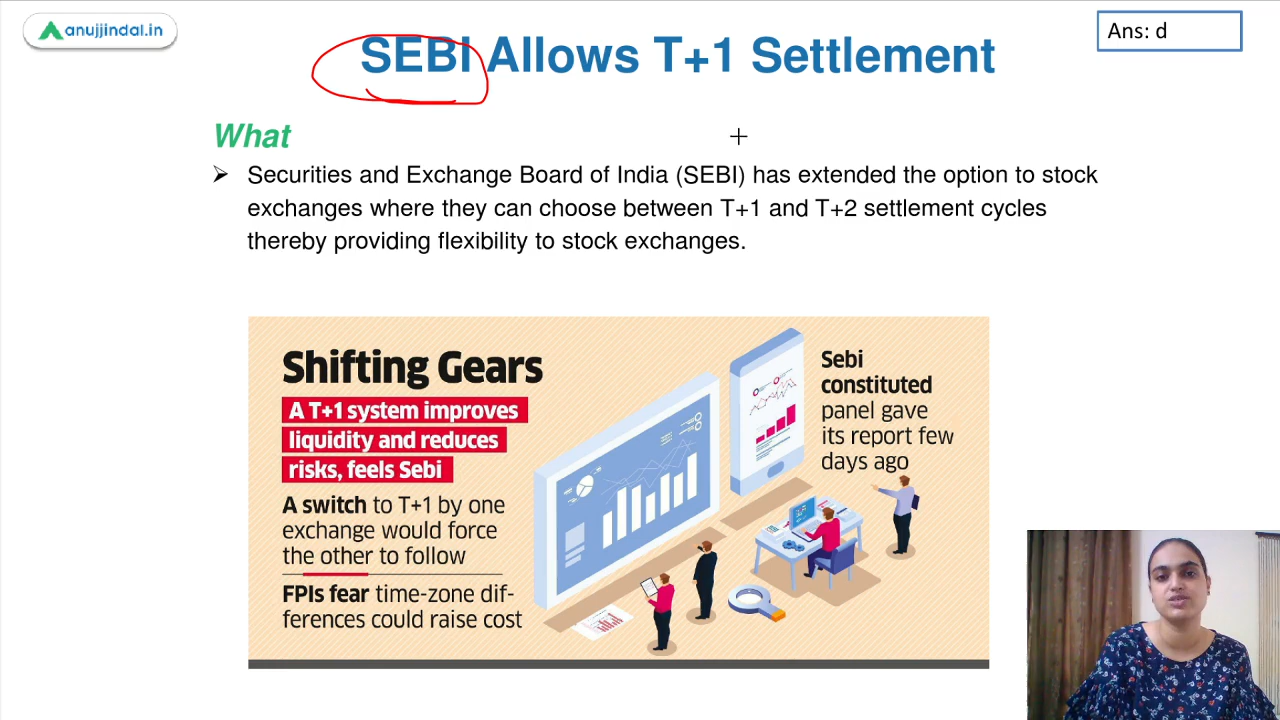 anujjindal.in
Ans: d
SEBI Allows T+1 Settlement
What
Securities and Exchange Board of India (SEBI) has extended the option to stock
exchanges where they can choose between T+1 and T+2 settlement cycles
thereby providing flexibility to stock exchanges.
Shifting Gears
A T+1 system improves
liquidity and reduces
risks, feels Sebi
A switch to T+1 by one
exchange would force
the other to follow
FPIs fear time-zone dif-
ferences could raise cost
Sebi
constituted
panel gave
its report few
days ago